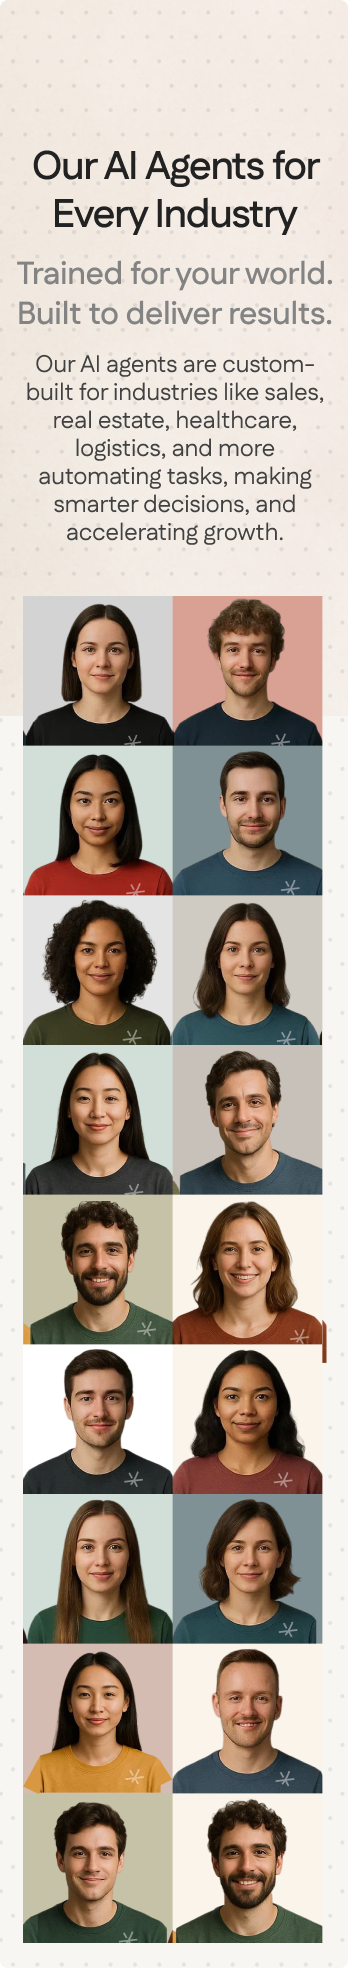 Our AI Agents for
Every Industry
Trained for your world.
Built to deliver results.
Our AI agents are custom-
built for industries like sales,
real estate, healthcare,
logistics, and more
automating tasks, making
smarter decisions, and
accelerating growth.